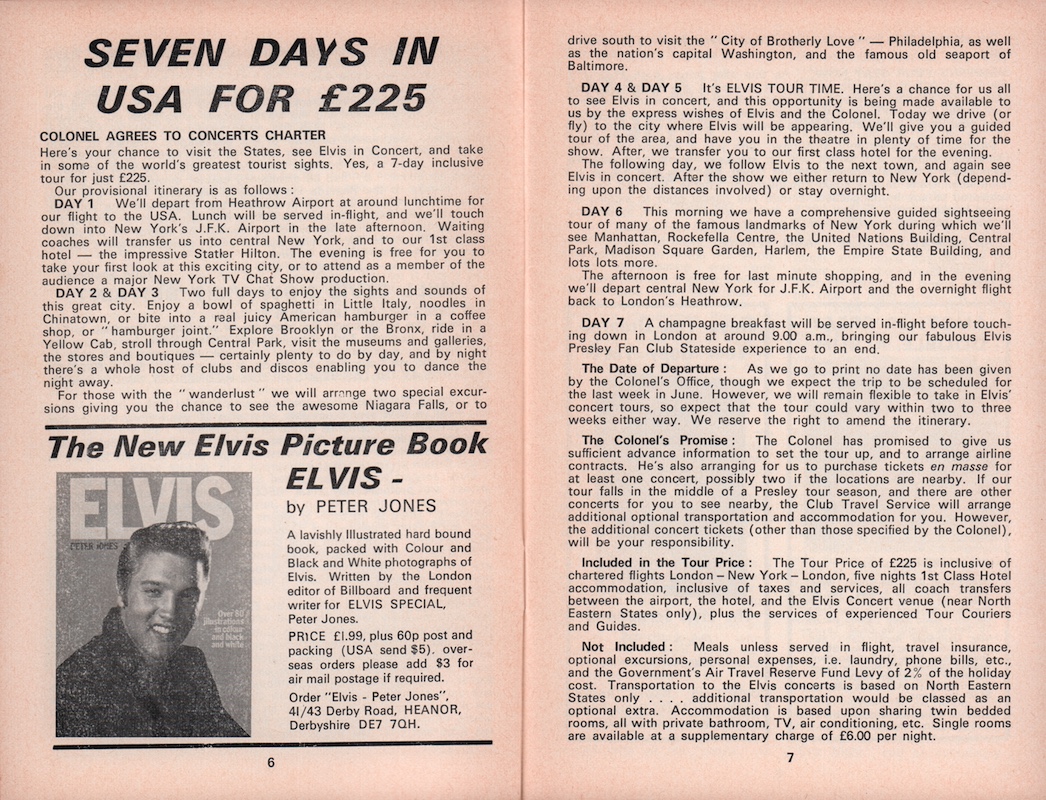 SEVEN DAYS IN
USA FOR £225
COLONEL AGREES TO CONCERTS CHARTER
Here's your chance to visit the States, see Elvis in Concert, and take
in some of the world's greatest tourist sights. Yes, a 7-day inclusive
tour for just £225.
Our provisional itinerary is as follows :
DAY 1 We'll depart from Heathrow Airport at around lunchtime for
our flight to the USA. Lunch will be served in-flight, and we'll touch
down into New York's J.F.K. Airport in the late afternoon. Waiting
coaches will transfer us into central New York, and to our 1st class
hotel — the impressive Statler Hilton. The evening is free for you to
take your first look at this exciting city, or to attend as a member of the
audience a major New York TV Chat Show production.
DAY 2 & DAY 3 Two full days to enjoy the sights and sounds of
this great city. Enjoy a bowl of spaghetti in Little Italy, noodles in
Chinatown, or bite into a real juicy American hamburger in a coffee
shop, or "hamburger joint." Explore Brooklyn or the Bronx, ride in a
Yellow Cab, stroll through Central Park, visit the museums and galleries,
the stores and boutiques — certainly plenty to do by day, and by night
there's a whole host of clubs and discos enabling you to dance the
night away.
For those with the "wanderlust" we will arrange two special excur-
sions giving you the chance to see the awesome Niagara Falls, or to
The New Elvis Picture Book
ELVIS -
by PETER JONES
ELVIS
PETER JONES
Over 80
illustrations
in colour
and black
and white
A lavishly Illustrated hard bound
book, packed with Colour and
Black and White photographs of
Elvis. Written by the London
editor of Billboard and frequent
writer for ELVIS SPECIAL,
Peter Jones.
PRICE £1.99, plus 60p post and
packing (USA send $5). over-
seas orders please add $3 for
air mail postage if required.
Order "Elvis - Peter Jones",
41/43 Derby Road, HEANOR,
Derbyshire DE7 7QH.
6
drive south to visit the "City of Brotherly Love" — Philadelphia, as well
as the nation's capital Washington, and the famous old seaport of
Baltimore.
DAY 4 & DAY 5 It's ELVIS TOUR TIME. Here's a chance for us all
to see Elvis in concert, and this opportunity is being made available to
us by the express wishes of Elvis and the Colonel. Today we drive (or
fly) to the city where Elvis will be appearing. We'll give you a guided
tour of the area, and have you in the theatre in plenty of time for the
show. After, we transfer you to our first class hotel for the evening.
The following day, we follow Elvis to the next town, and again see
Elvis in concert. After the show we either return to New York (depend-
ing upon the distances involved) or stay overnight.
DAY 6 This morning we have a comprehensive guided sightseeing
tour of many of the famous landmarks of New York during which we'll
see Manhattan, Rockefella Centre, the United Nations Building, Central
Park, Madison Square Garden, Harlem, the Empire State Building, and
lots lots more.
The afternoon is free for last minute shopping, and in the evening
we'll depart central New York for J.F.K. Airport and the overnight flight
back to London's Heathrow.
DAY 7 A champagne breakfast will be served in-flight before touch-
ing down in London at around 9.00 a.m., bringing our fabulous Elvis
Presley Fan Club Stateside experience to an end.
The Date of Departure : As we go to print no date has been given
by the Colonel's Office, though we expect the trip to be scheduled for
the last week in June. However, we will remain flexible to take in Elvis'
concert tours, so expect that the tour could vary within two to three
weeks either way. We reserve the right to amend the itinerary.
The Colonel's Promise : The Colonel has promised to give us
sufficient advance information to set the tour up, and to arrange airline
contracts. He's also arranging for us to purchase tickets en masse for
at least one concert, possibly two if the locations are nearby. If our
tour falls in the middle of a Presley tour season, and there are other
concerts for you to see nearby, the Club Travel Service will arrange
additional optional transportation and accommodation for you. However,
the additional concert tickets (other than those specified by the Colonel),
will be your responsibility.
Included in the Tour Price : The Tour Price of £225 is inclusive of
chartered flights London – New York – London, five nights 1st Class Hotel
accommodation, inclusive of taxes and services, all coach transfers
between the airport, the hotel, and the Elvis Concert venue (near North
Eastern States only), plus the services of experienced Tour Couriers
and Guides.
Not Included : Meals unless served in flight, travel insurance,
optional excursions, personal expenses, i.e. laundry, phone bills, etc.,
and the Government's Air Travel Reserve Fund Levy of 2% of the holiday
cost. Transportation to the Elvis concerts is based on North Eastern
States only . . . . additional transportation would be classed as an
optional extra. Accommodation is based upon sharing twin bedded
rooms, all with private bathroom, TV, air conditioning, etc. Single rooms
are available at a supplementary charge of £6.00 per night.
7